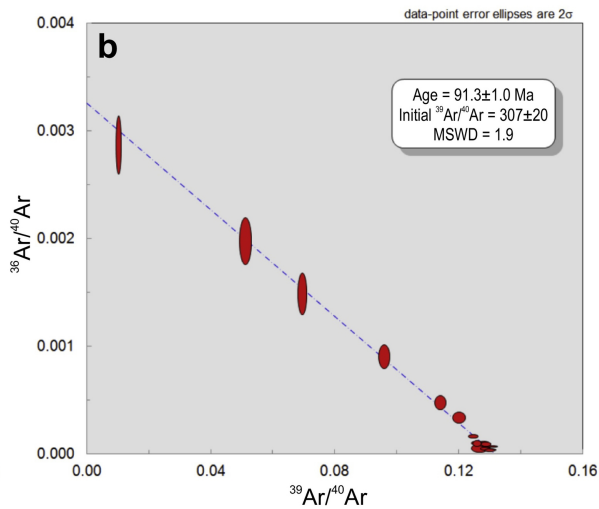 data-point error ellipses are 2σ
b
0.004
0.003
0.002
0.001
0.000
³⁶Ar/⁴⁰Ar
Age = 91.3±1.0 Ma
Initial ³⁹Ar/⁴⁰Ar = 307±20
MSWD = 1.9
0.00 0.04 0.08 0.12 0.16
³⁹Ar/⁴⁰Ar